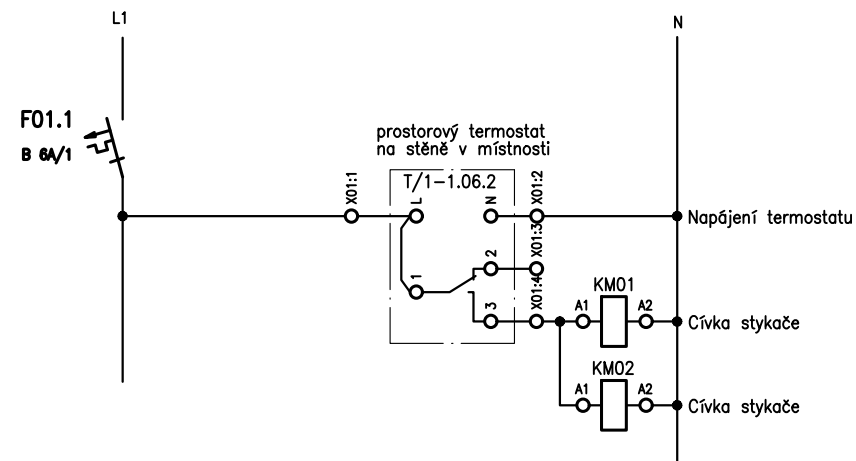 L1
N
F01.1
B 6A/1
prostorový termostat
na stěně v místnosti
T/1-1.06.2
X01:1
L
N
X01:2
Napájení termostatu
X01:3
1
2
X01:4
3
KM01
A1
A2
Cívka stykače
KM02
A1
A2
Cívka stykače